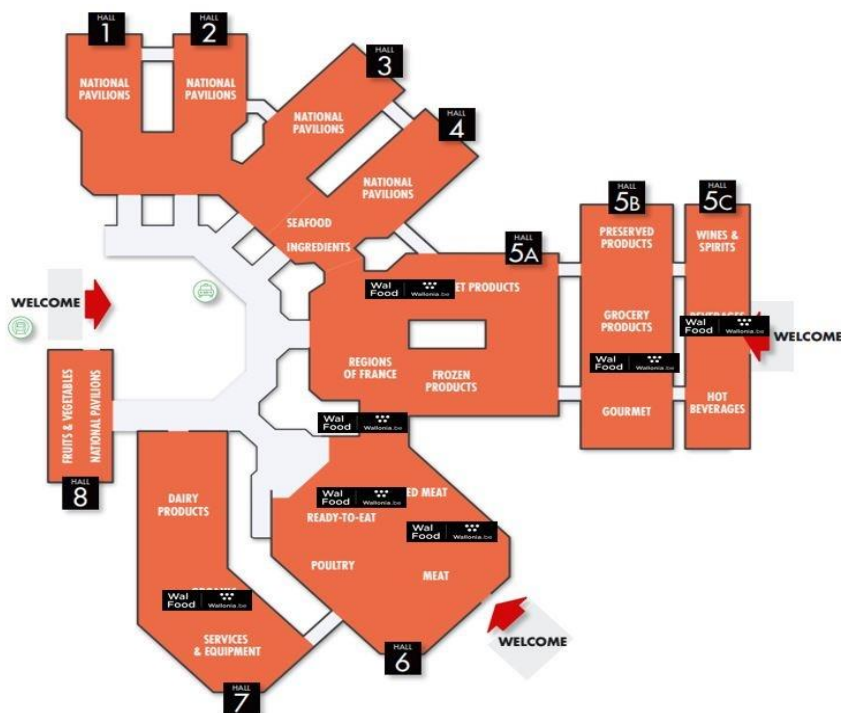 HALL
1
HALL
2
HALL
3
HALL
4
NATIONAL
PAVILIONS
NATIONAL
PAVILIONS
NATIONAL
PAVILIONS
NATIONAL
PAVILIONS
SEAFOOD
INGREDIENTS
HALL
5A
HALL
5B
HALL
5C
PRESERVED
PRODUCTS
WINES &
SPIRITS
WELCOME
Wal
Food
Wallonia.be
PRODUCTS
GROCERY
PRODUCTS
Wal
Food
Wallonia.be
WELCOME
REGIONS
OF FRANCE
FROZEN
PRODUCTS
Wal
Food
Wallonia.be
GOURMET
HOT
BEVERAGES
FRUITS & VEGETABLES
NATIONAL PAVILIONS
HALL
8
Wal
Food
Wallonia.be
DAIRY
PRODUCTS
Wal
Food
Wallonia.be
MEAT
READY-TO-EAT
Wal
Food
Wallonia.be
POULTRY
MEAT
Wal
Food
Wallonia.be
SERVICES
& EQUIPMENT
WELCOME
HALL
6
HALL
7